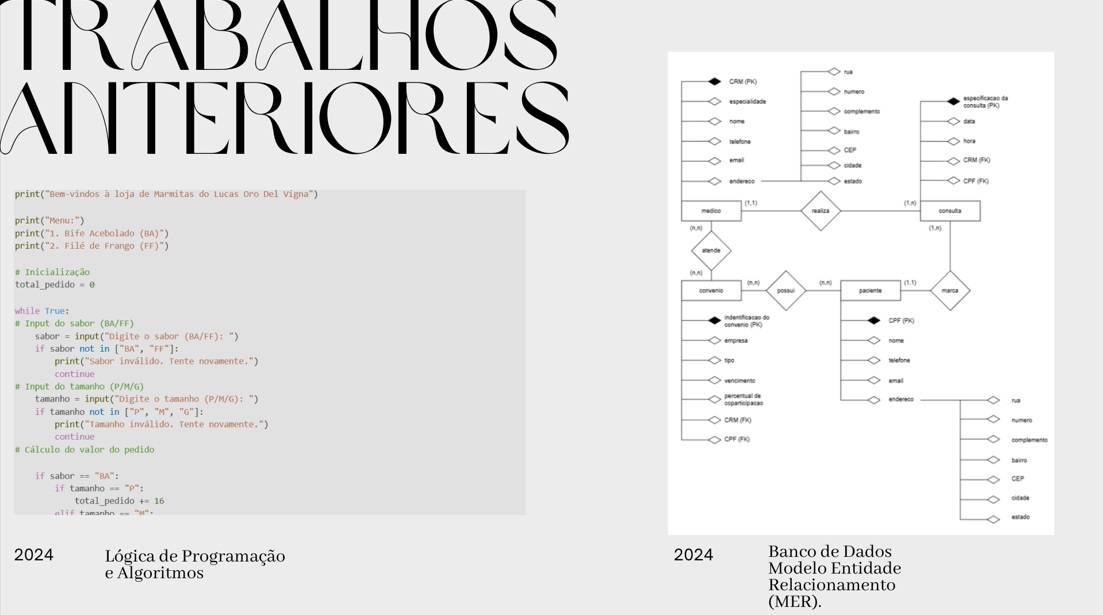 TRABALHOS
ANTERIORES
print("Bem-vindos à loja de Marmitas do Lucas Oro Del Vigna")
print("Menu:")
print("1. Bife Acebolado (BA)")
print("2. Filé de Frango (FF)")
# Inicialização
total_pedido = 0
while True:
# Input do sabor (BA/FF)
sabor = input("Digite o sabor (BA/FF): ")
if sabor not in ["BA", "FF"]:
print("Sabor inválido. Tente novamente.")
continue
# Input do tamanho (P/M/G)
tamanho = input("Digite o tamanho (P/M/G): ")
if tamanho not in ["P", "M", "G"]:
print("Tamanho inválido. Tente novamente.")
continue
# Cálculo do valor do pedido
if sabor == "BA":
if tamanho == "P":
total_pedido += 16
elif tamanho == "M":
2024
Lógica de Programação
e Algoritmos
CRM (PK)
especialidade
nome
telefone
email
endereco
rua
numero
complemento
bairro
CEP
cidade
estado
especificacao da
consulta (PK)
data
hora
CRM (FK)
CPF (FK)
medico
(1,1)
realiza
(1,n)
consulta
(n,n)
(1,n)
atende
(n,n)
convenio
(n,n)
possui
(n,n)
paciente
(1,1)
marca
indentificacao do
convenio (PK)
empresa
tipo
vencimento
percentual de
coparticipacao
CRM (FK)
CPF (FK)
CPF (PK)
nome
telefone
email
endereco
rua
numero
complemento
bairro
CEP
cidade
estado
2024
Banco de Dados
Modelo Entidade
Relacionamento
(MER).